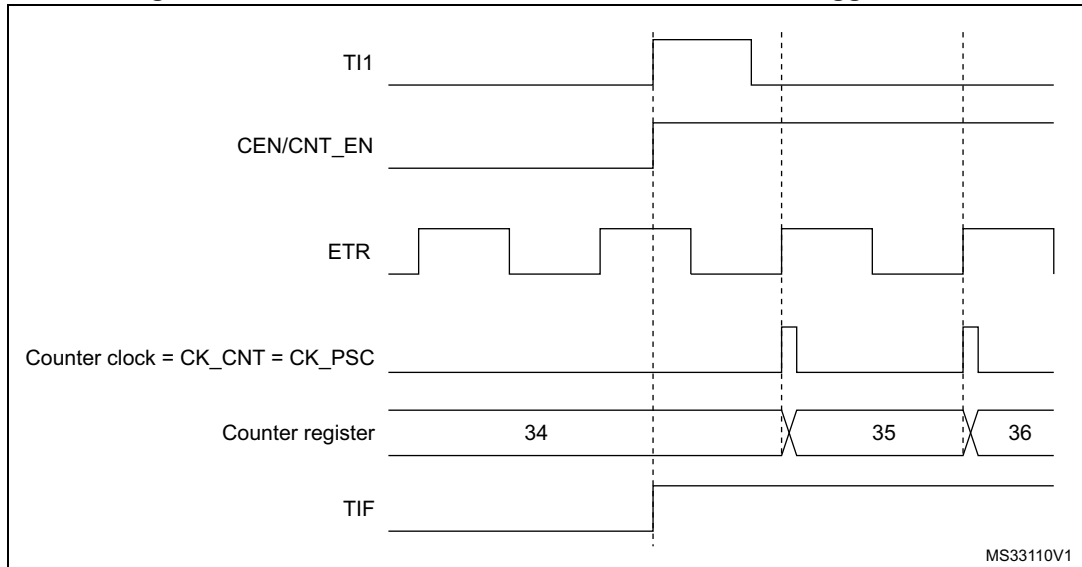 TI1
CEN/CNT_EN
ETR
Counter clock = CK_CNT = CK_PSC
Counter register 34 35 36
TIF
MS33110V1